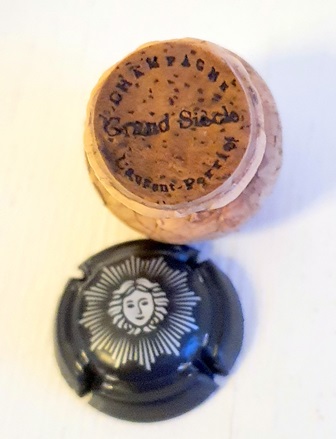 CHAMPAGNE
Grand Siècle
Laurent-Perrier